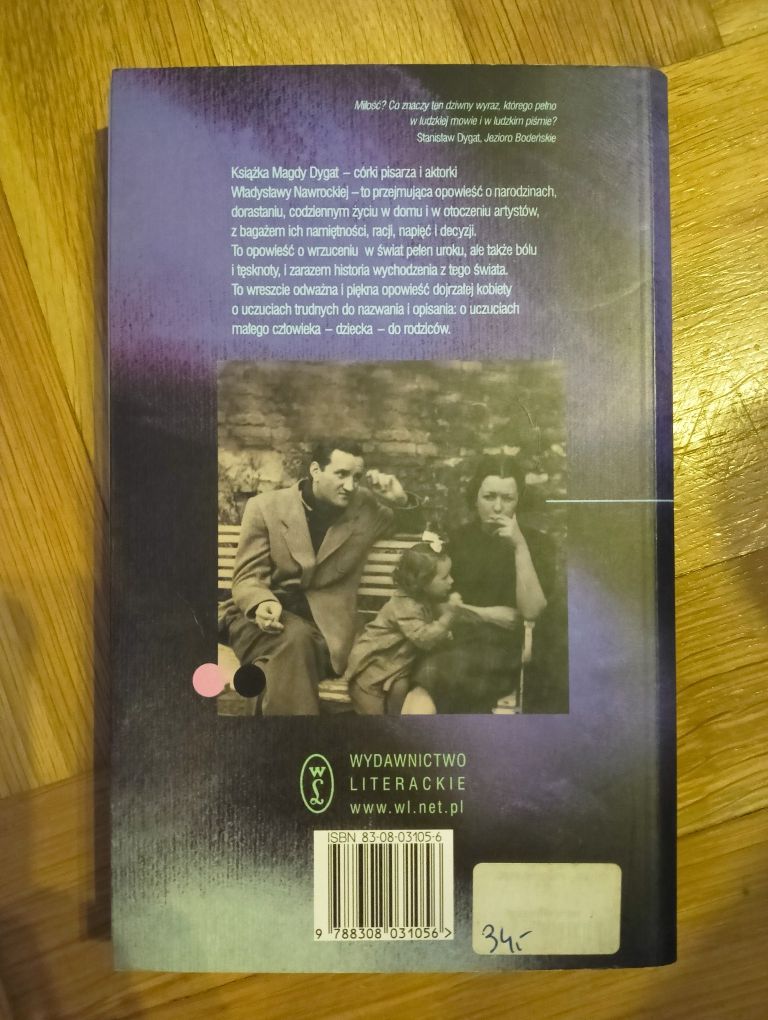 Miłość? Co znaczy ten dziwny wyraz, którego pełno
w ludzkiej mowie i w ludzkim piśmie?
Stanisław Dygat, Jezioro Bodeńskie
Książka Magdy Dygat – córki pisarza i aktorki
Władysławy Nawrockiej – to przejmująca opowieść o narodzinach,
dorastaniu, codziennym życiu w domu i w otoczeniu artystów,
z bagażem ich namiętności, racji, napięć i decyzji.
To opowieść o wrzuceniu w świat pełen uroku, ale także bólu
i tęsknoty, i zarazem historia wychodzenia z tego świata.
To wreszcie odważna i piękna opowieść dojrzałej kobiety
o uczuciach trudnych do nazwania i opisania: o uczuciach
małego człowieka – dziecka – do rodziców.
WL
WYDAWNICTWO
LITERACKIE
www.wl.net.pl
ISBN 83-08-03105-6
9 788308 031056 >
34,-